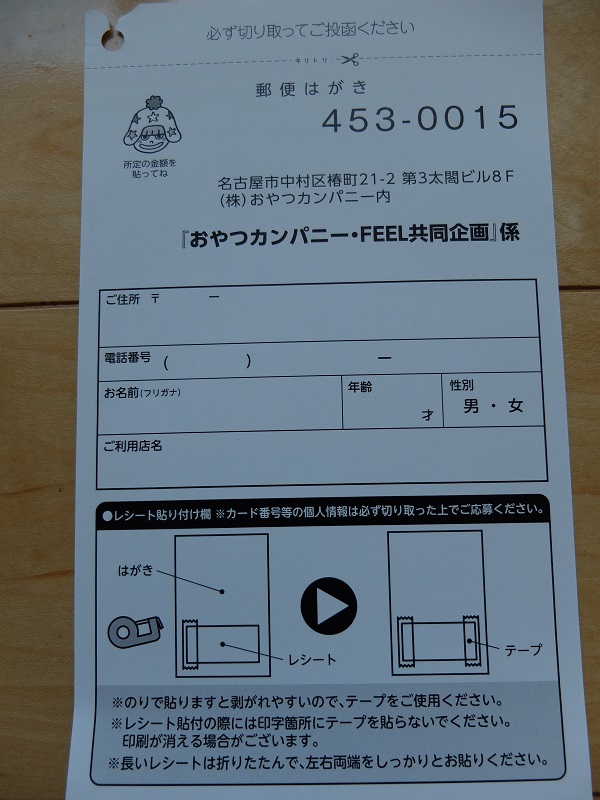 必ず切り取ってご投函ください
キリトリ
郵便はがき
453-0015
所定の金額を
貼ってね
名古屋市中村区椿町21-2 第3太閤ビル8F
(株)おやつカンパニー内
『おやつカンパニー・FEEL共同企画』係
ご住所 〒 ー
電話番号 ( ) ー
お名前(フリガナ)
年齢
才
性別
男・女
ご利用店名
●レシート貼り付け欄 ※カード番号等の個人情報は必ず切り取った上でご応募ください。
はがき
レシート
テープ
※のりで貼りますと剥がれやすいので、テープをご使用ください。
※レシート貼付の際には印字箇所にテープを貼らないでください。
印刷が消える場合がございます。
※長いレシートは折りたたんで、左右両端をしっかりとお貼りください。